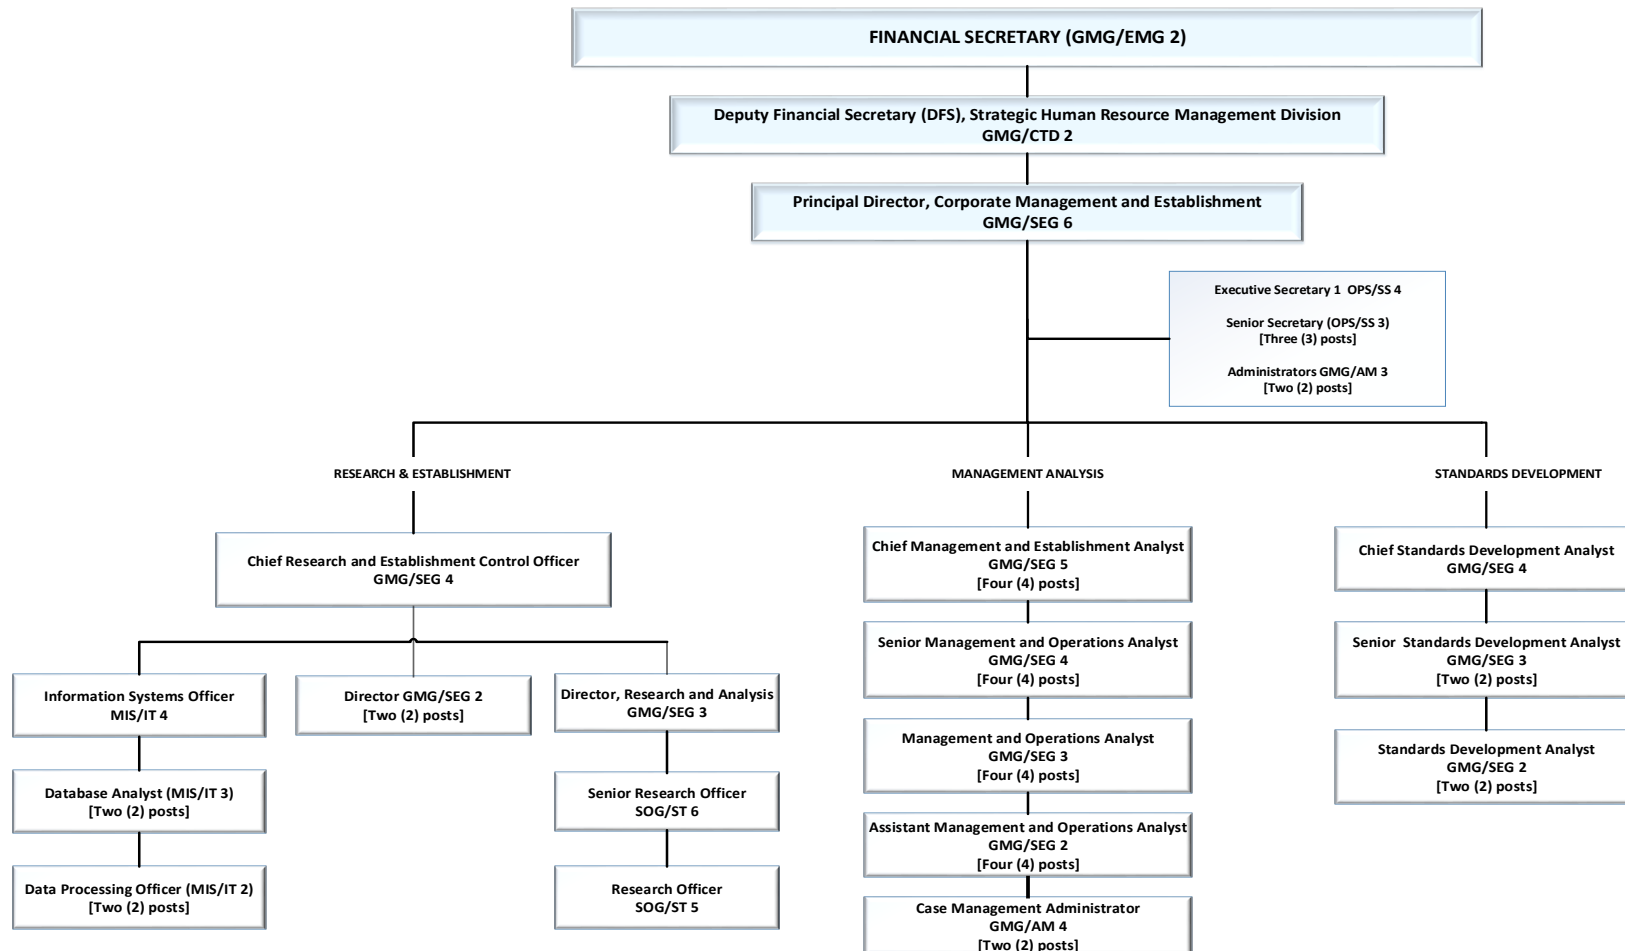 FINANCIAL SECRETARY (GMG/EMG 2)
Deputy Financial Secretary (DFS), Strategic Human Resource Management Division
GMG/CTD 2
Principal Director, Corporate Management and Establishment
GMG/SEG 6
Executive Secretary 1 OPS/SS 4
Senior Secretary (OPS/SS 3)
[Three (3) posts]
Administrators GMG/AM 3
[Two (2) posts]
RESEARCH & ESTABLISHMENT
Chief Research and Establishment Control Officer
GMG/SEG 4
Information Systems Officer
MIS/IT 4
Database Analyst (MIS/IT 3)
[Two (2) posts]
Data Processing Officer (MIS/IT 2)
[Two (2) posts]
Director GMG/SEG 2
[Two (2) posts]
Director, Research and Analysis
GMG/SEG 3
Senior Research Officer
SOG/ST 6
Research Officer
SOG/ST 5
MANAGEMENT ANALYSIS
Chief Management and Establishment Analyst
GMG/SEG 5
[Four (4) posts]
Senior Management and Operations Analyst
GMG/SEG 4
[Four (4) posts]
Management and Operations Analyst
GMG/SEG 3
[Four (4) posts]
Assistant Management and Operations Analyst
GMG/SEG 2
[Four (4) posts]
Case Management Administrator
GMG/AM 4
[Two (2) posts]
STANDARDS DEVELOPMENT
Chief Standards Development Analyst
GMG/SEG 4
Senior Standards Development Analyst
GMG/SEG 3
[Two (2) posts]
Standards Development Analyst
GMG/SEG 2
[Two (2) posts]